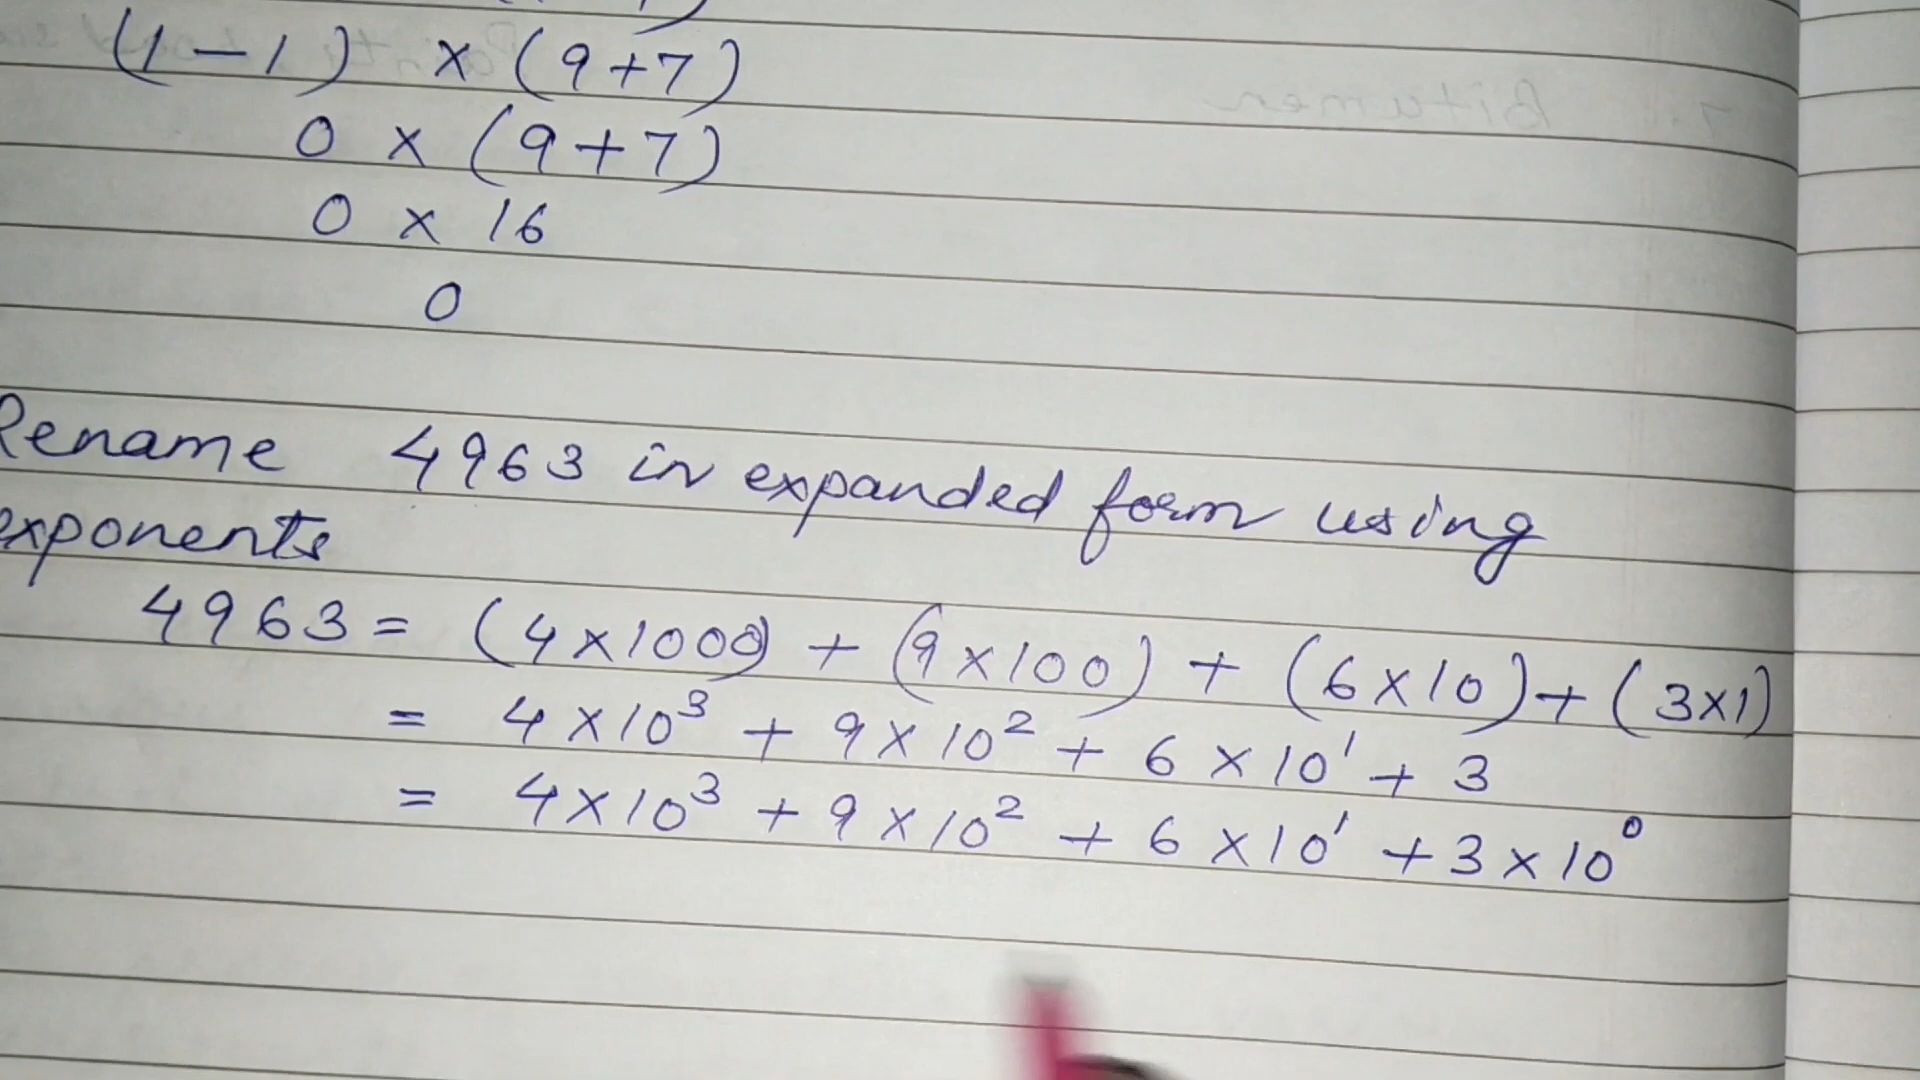 (1-1) × (9+7)
0 × (9+7)
0 × 16
0
Rename 4963 in expanded form using
exponents
4963 = (4×1000) + (9×100) + (6×10) + (3×1)
= 4×10³ + 9×10² + 6×10¹ + 3
= 4×10³ + 9×10² + 6×10¹ + 3×10⁰
Bitumen